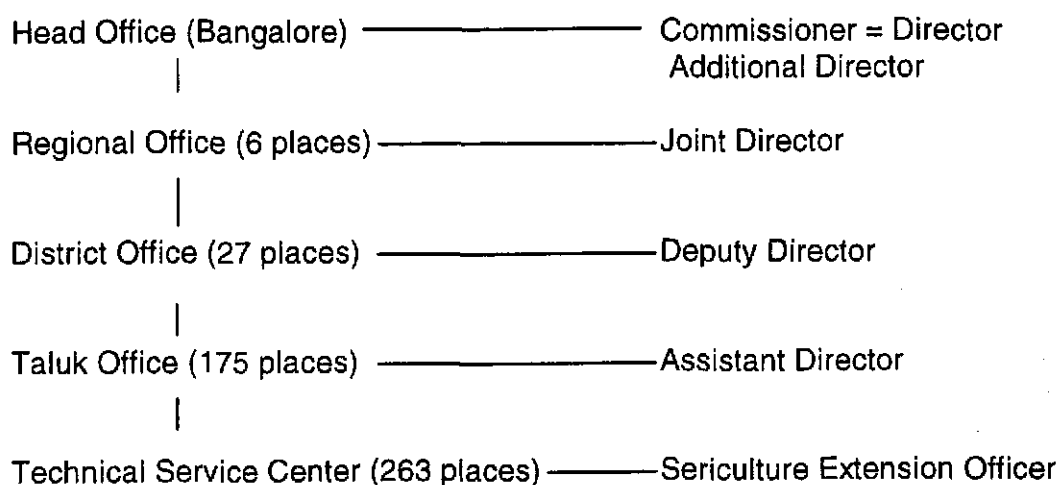 Head Office (Bangalore) Commissioner = Director
Additional Director
Regional Office (6 places) Joint Director
District Office (27 places) Deputy Director
Taluk Office (175 places) Assistant Director
Technical Service Center (263 places) Sericulture Extension Officer